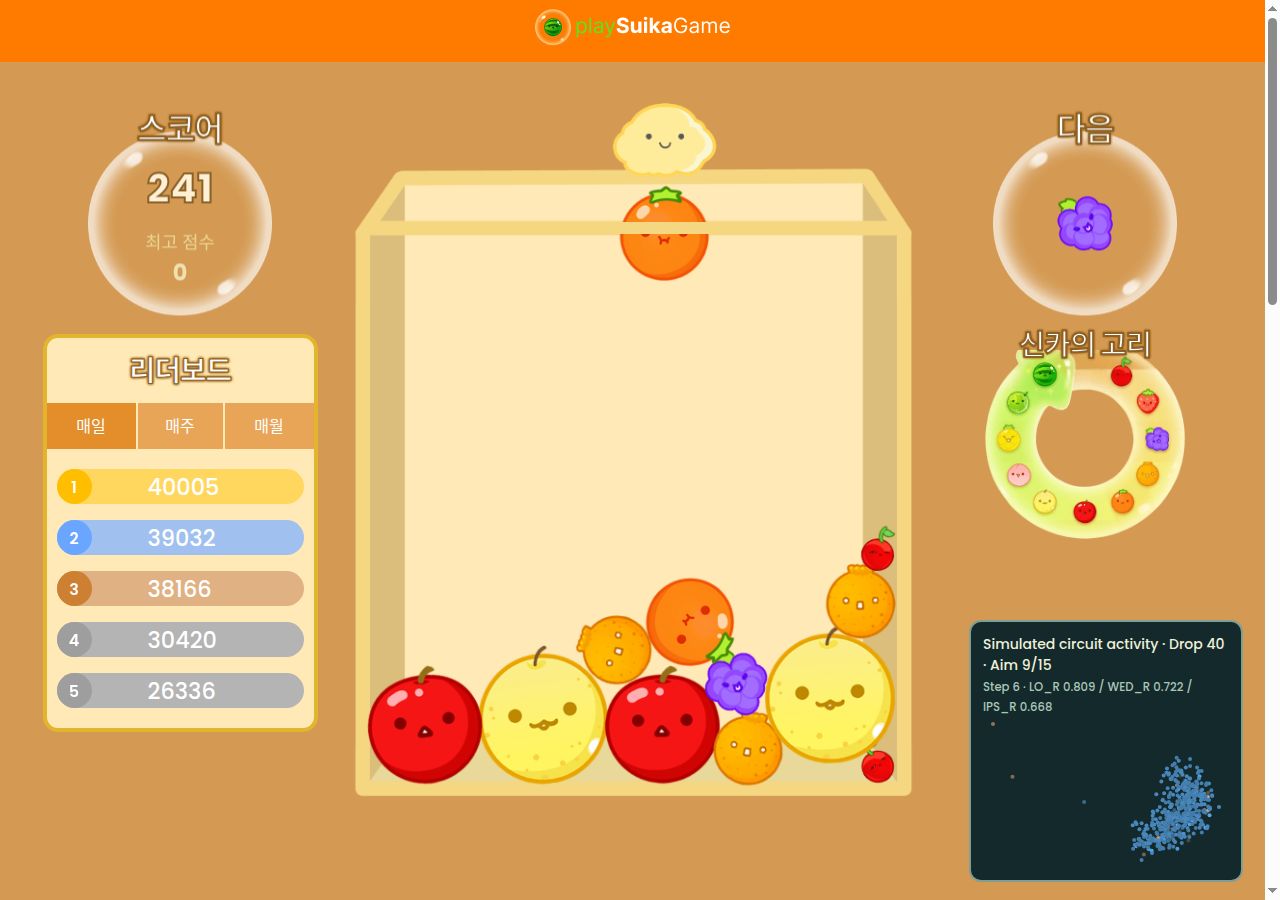 playSuikaGame
스코어
241
최고 점수
0
다음
리더보드
매일 매주 매월
1 40005
2 39032
3 38166
4 30420
5 26336
신카의 고리
Simulated circuit activity · Drop 40
· Aim 9/15
Step 6 · LO_R 0.809 / WED_R 0.722 /
IPS_R 0.668